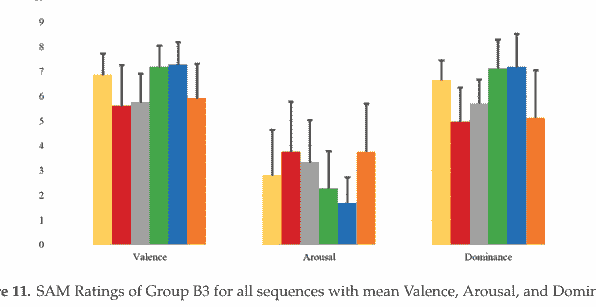 9
8
7
6
5
4
3
2
1
0
Valence
Arousal
Dominance
11. SAM Ratings of Group B3 for all sequences with mean Valence, Arousal, and